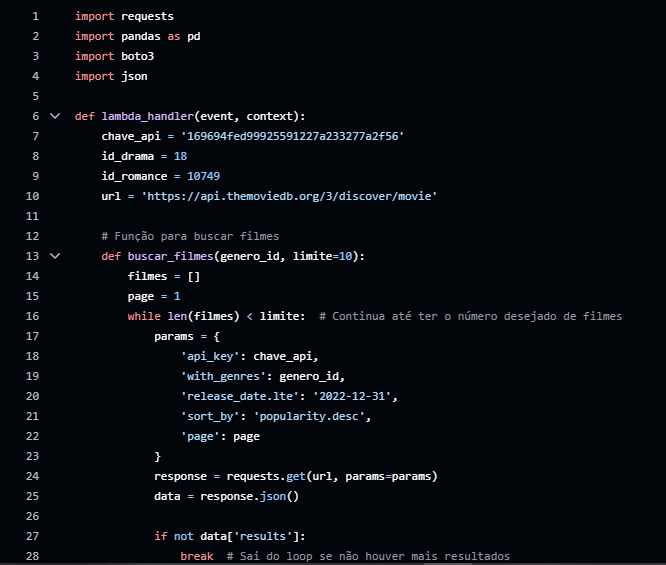 1 import requests
2 import pandas as pd
3 import boto3
4 import json
5
6 def lambda_handler(event, context):
7 chave_api = '169694fed99925591227a233277a2f56'
8 id_drama = 18
9 id_romance = 10749
10 url = 'https://api.themoviedb.org/3/discover/movie'
11
12 # Função para buscar filmes
13 def buscar_filmes(genero_id, limite=10):
14 filmes = []
15 page = 1
16 while len(filmes) < limite:  # Continua até ter o número desejado de filmes
17 params = {
18 'api_key': chave_api,
19 'with_genres': genero_id,
20 'release_date.lte': '2022-12-31',
21 'sort_by': 'popularity.desc',
22 'page': page
23 }
24 response = requests.get(url, params=params)
25 data = response.json()
26
27 if not data['results']:
28 break  # Sai do loop se não houver mais resultados